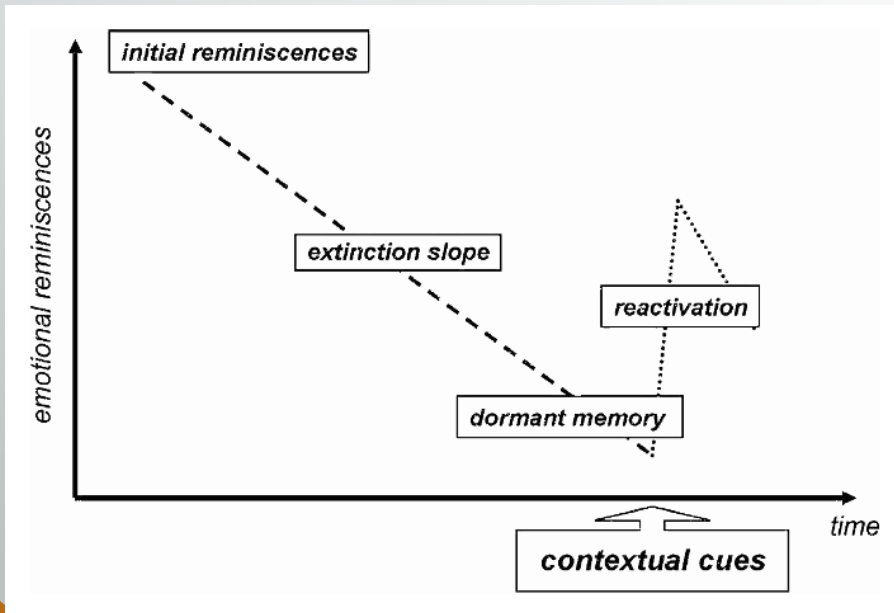 initial reminiscences
emotional reminiscences
extinction slope
reactivation
dormant memory
time
contextual cues